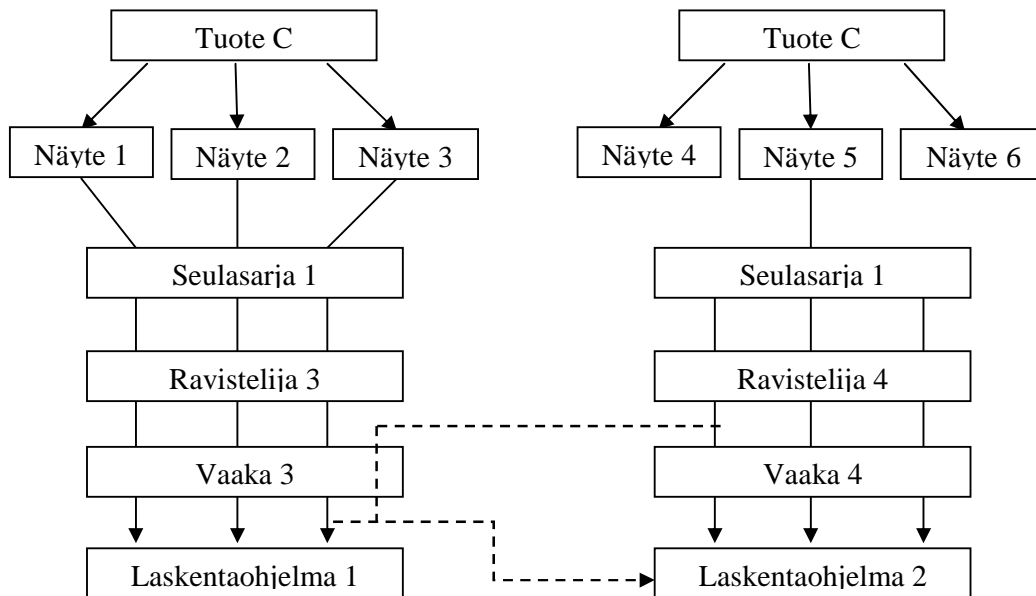 Tuote C
Tuote C
Näyte 1
Näyte 2
Näyte 3
Näyte 4
Näyte 5
Näyte 6
Seulasarja 1
Seulasarja 1
Ravistelija 3
Ravistelija 4
Vaaka 3
Vaaka 4
Laskentaohjelma 1
Laskentaohjelma 2